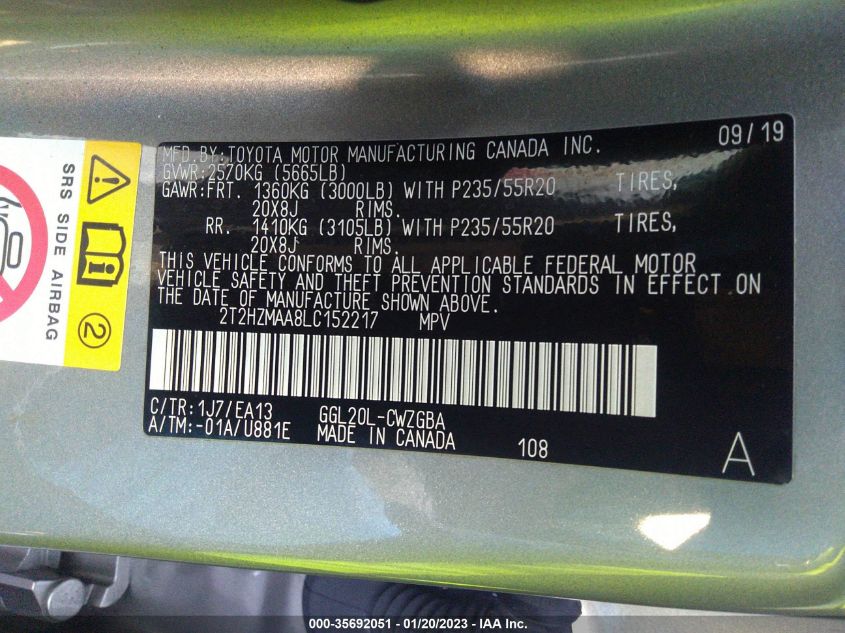 MFD.BY:TOYOTA MOTOR MANUFACTURING CANADA INC. 09/19
GVWR:2570KG (5665LB)
GAWR:FRT. 1360KG (3000LB) WITH P235/55R20 TIRES,
20X8J RIMS.
RR. 1410KG (3105LB) WITH P235/55R20 TIRES,
20X8J RIMS.
THIS VEHICLE CONFORMS TO ALL APPLICABLE FEDERAL MOTOR
VEHICLE SAFETY AND THEFT PREVENTION STANDARDS IN EFFECT ON
THE DATE OF MANUFACTURE SHOWN ABOVE.
2T2HZMAA8LC152217 MPV
C/TR:1J7/EA13 GGL20L-CWZGBA
A/TM:-01A/U881E MADE IN CANADA 108 A
SRS SIDE AIRBAG
2
000-35692051 - 01/20/2023 - IAA Inc.